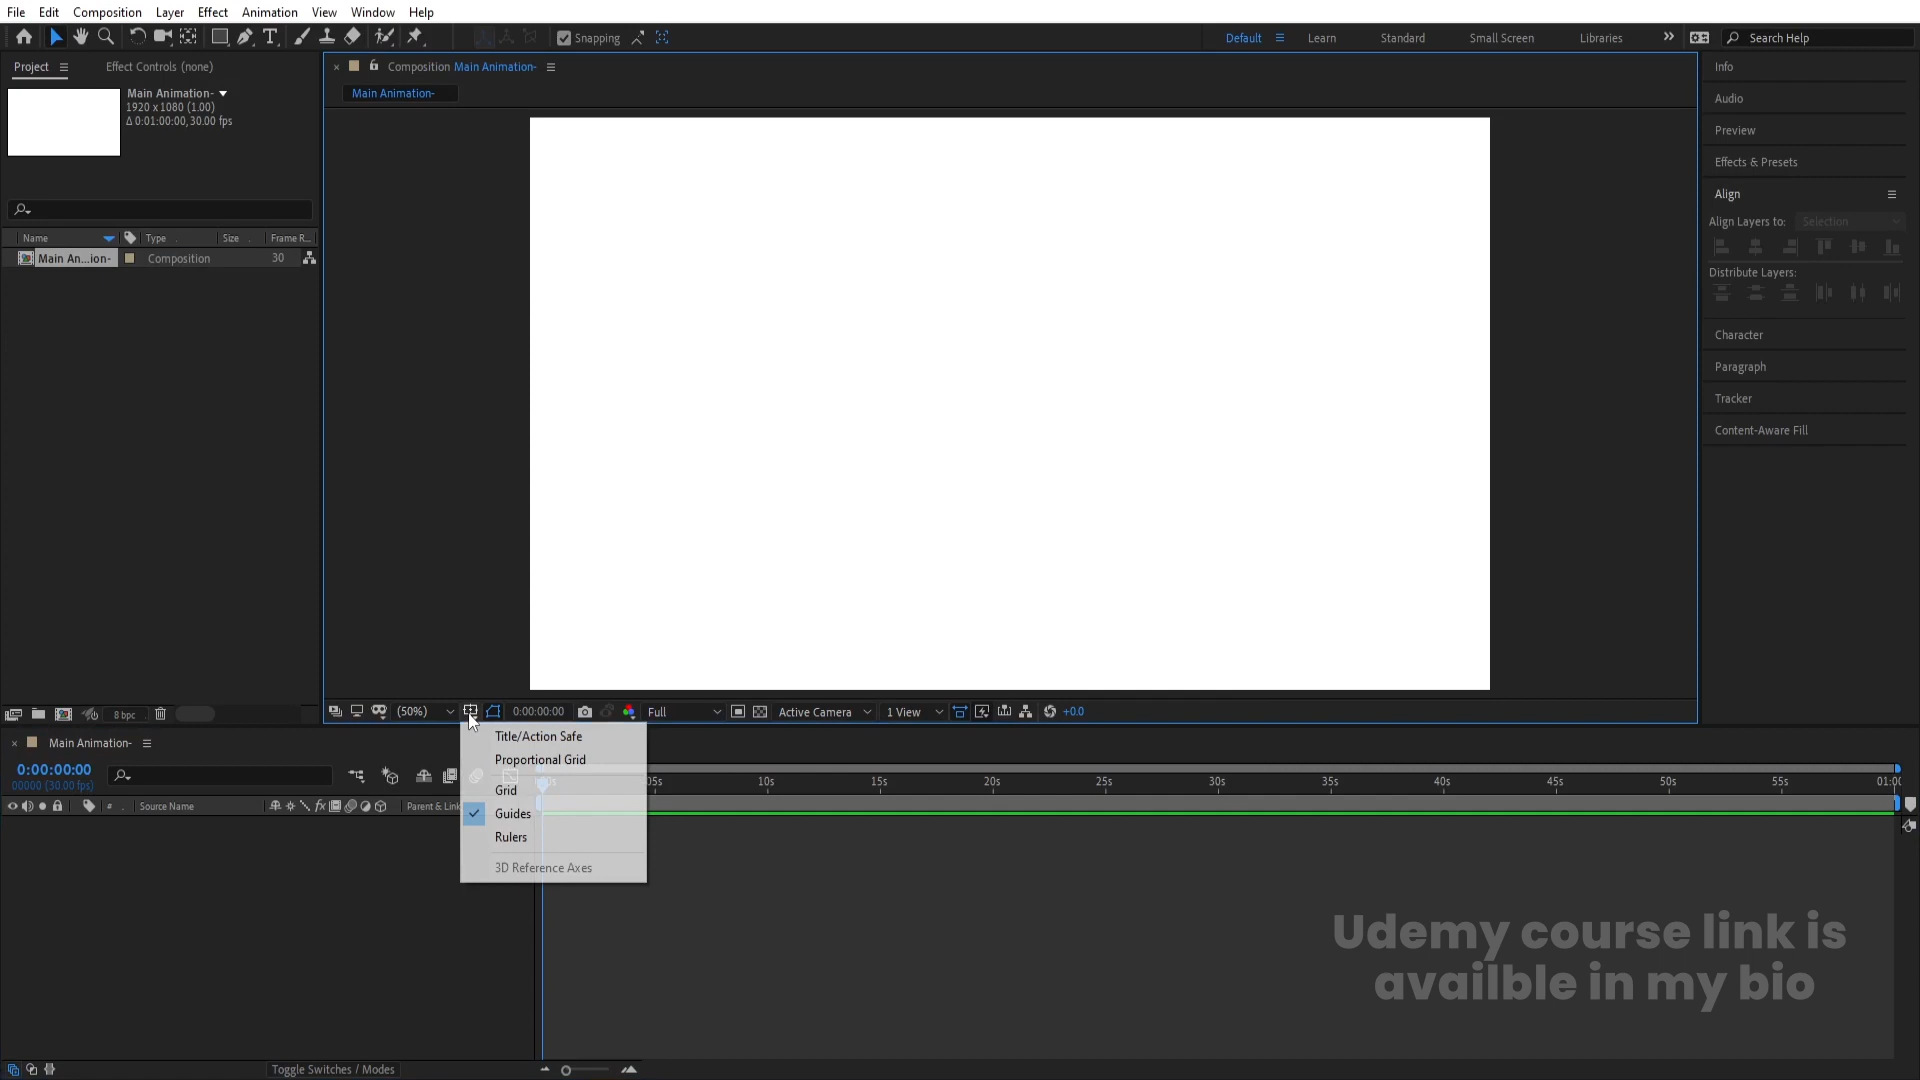 File Edit Composition Layer Effect Animation View Window Help
Snapping Default Learn Standard Small Screen Libraries Search Help
Project Effect Controls (none)
Main Animation-
1920 x 1080 (1.00)
Δ 0:01:00:00, 30.00 fps
Name Type Size Frame R...
Main An...ion- Composition 30
8 bpc
Composition Main Animation-
Main Animation-
(50%) 0:00:00:00 Full Active Camera 1 View +0.0
Info
Audio
Preview
Effects & Presets
Align
Align Layers to: Selection
Distribute Layers:
Character
Paragraph
Tracker
Content-Aware Fill
Title/Action Safe
Proportional Grid
Grid
Guides
Rulers
3D Reference Axes
Main Animation-
0:00:00:00
00000 (30.00 fps)
# Source Name fx Parent & Link
05s 10s 15s 20s 25s 30s 35s 40s 45s 50s 55s 01:00
Udemy course link is
availble in my bio
Toggle Switches / Modes